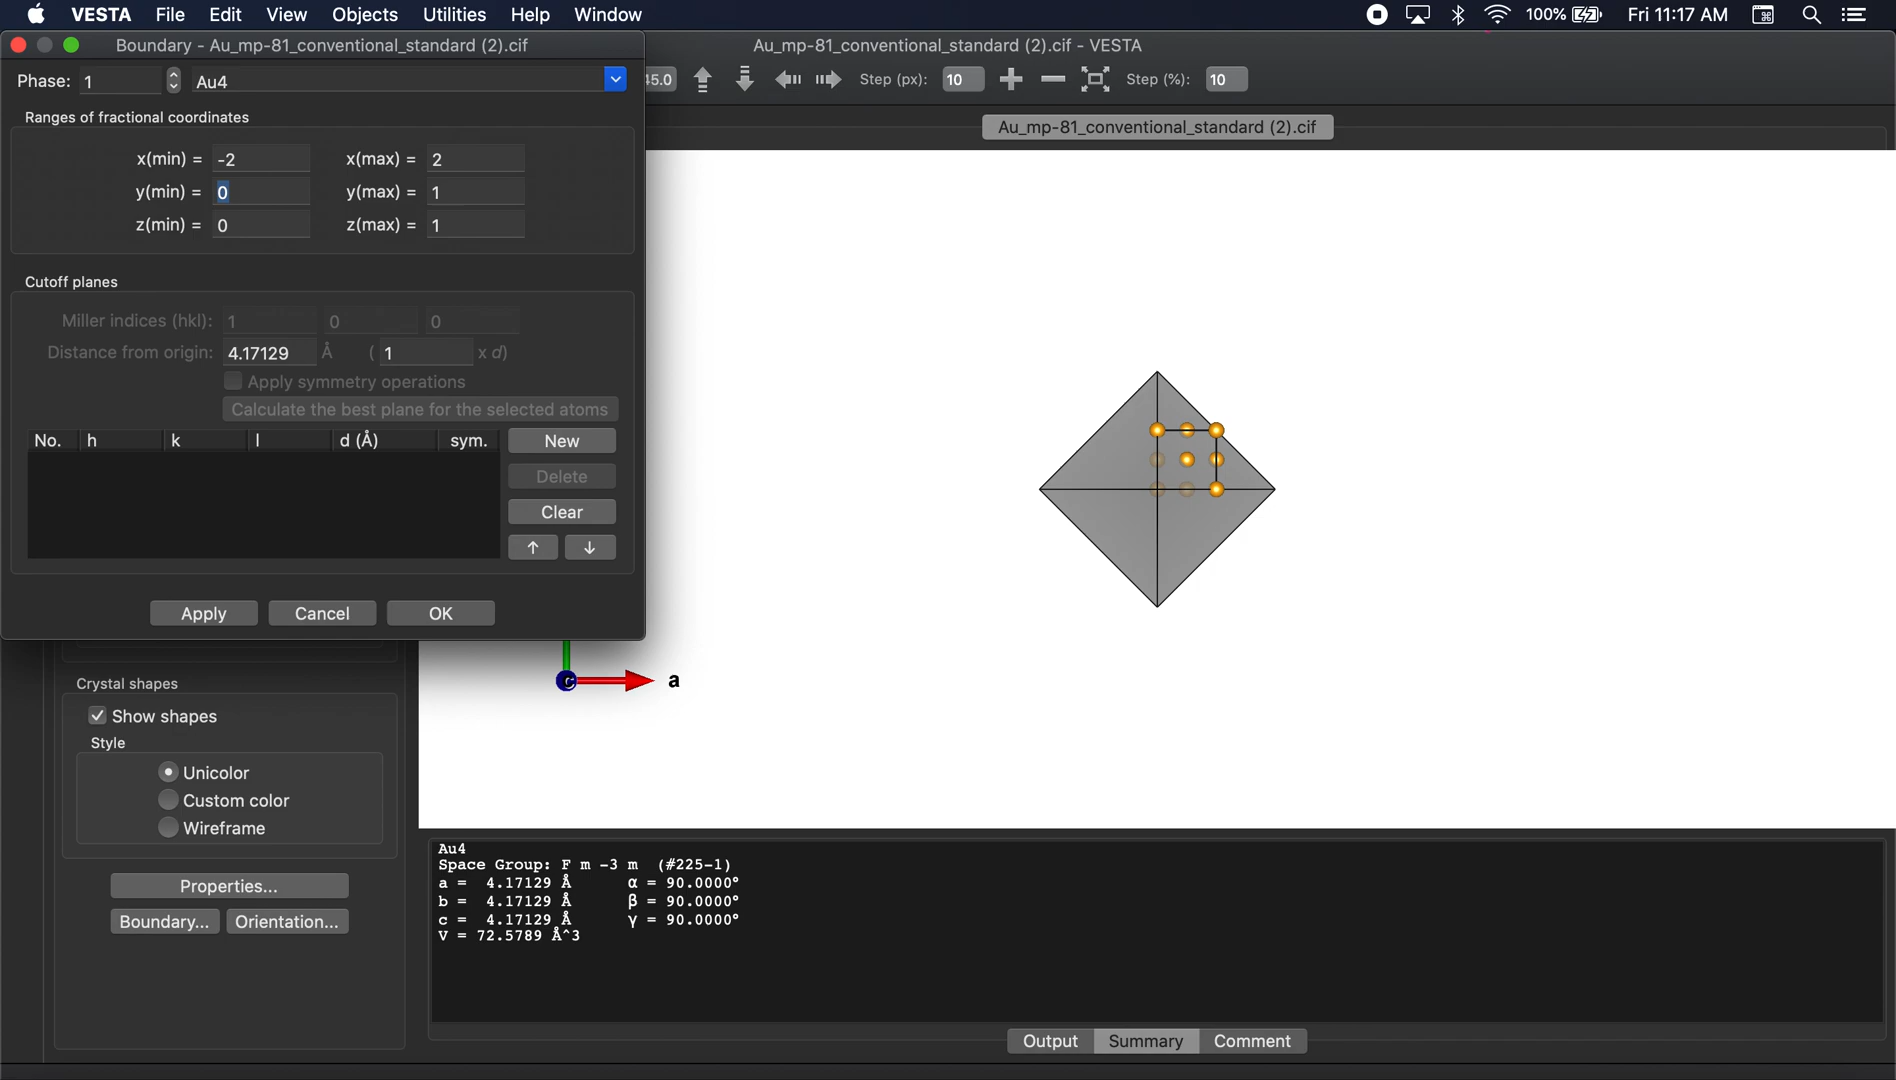 VESTA File Edit View Objects Utilities Help Window 100% Fri 11:17 AM
Boundary - Au_mp-81_conventional_standard (2).cif
Au_mp-81_conventional_standard (2).cif - VESTA
Phase: 1 Au4
45.0 Step (px): 10 Step (%): 10
Au_mp-81_conventional_standard (2).cif
Ranges of fractional coordinates
x(min) = -2 x(max) = 2
y(min) = 0 y(max) = 1
z(min) = 0 z(max) = 1
Cutoff planes
Miller indices (hkl): 1 0 0
Distance from origin: 4.17129 Å ( 1 x d)
Apply symmetry operations
Calculate the best plane for the selected atoms
No. h k l d (Å) sym. New
Delete
Clear
↑ ↓
Apply Cancel OK
c a
Crystal shapes
Show shapes
Style
Unicolor
Custom color
Wireframe
Properties...
Boundary... Orientation...
Au4
Space Group: F m -3 m (#225-1)
a = 4.17129 Å α = 90.0000°
b = 4.17129 Å β = 90.0000°
c = 4.17129 Å γ = 90.0000°
V = 72.5789 Å^3
Output Summary Comment